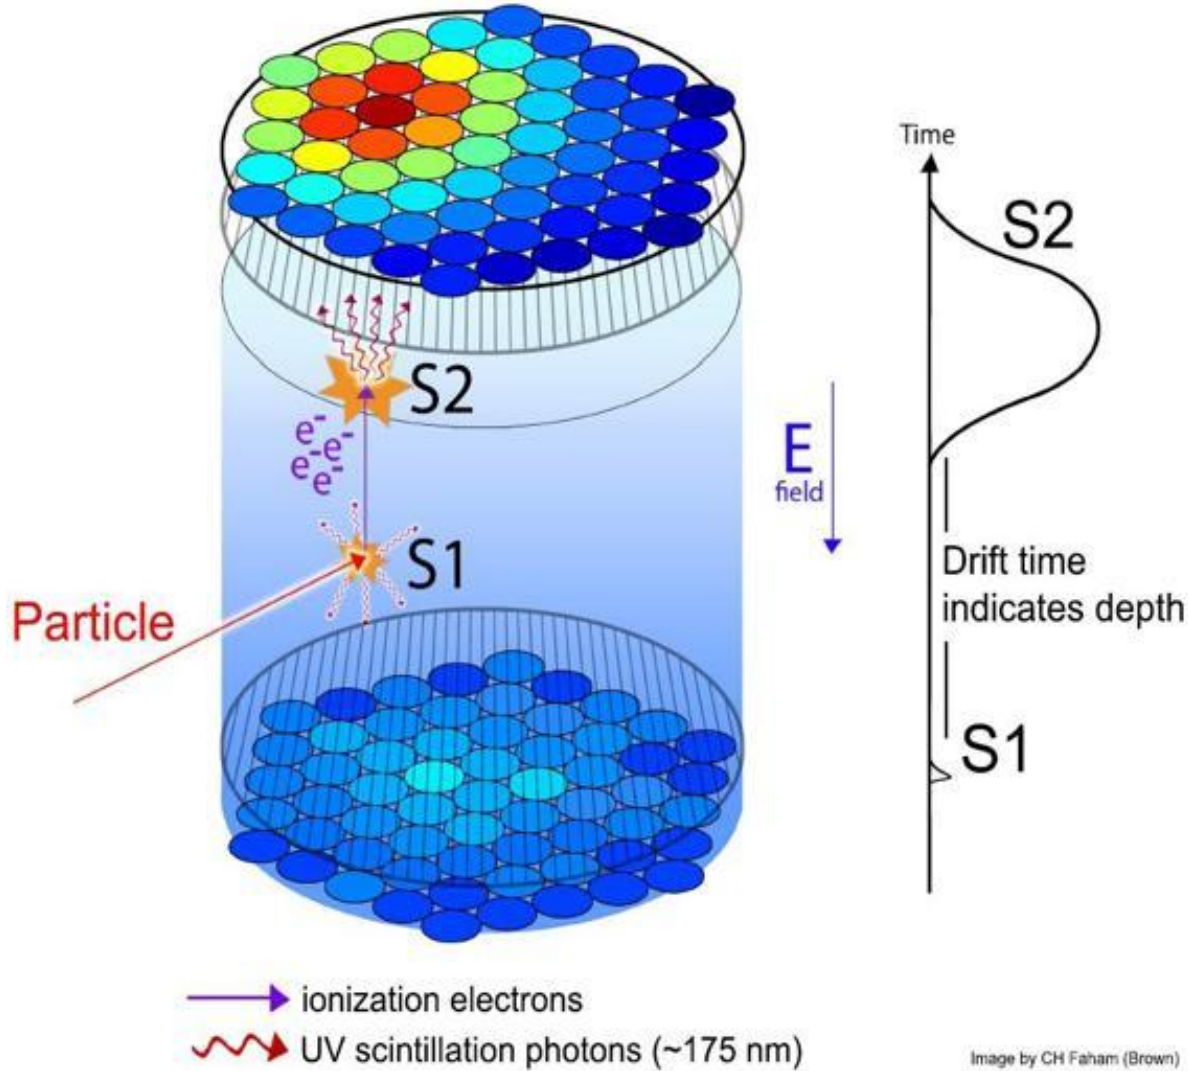 Time
S2
S2
e-
e-
e-
e-
E
field
S1
Drift time
indicates depth
Particle
S1
ionization electrons
UV scintillation photons (~175 nm)
Image by CH Faham (Brown)